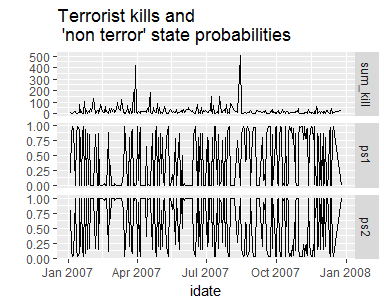 Terrorist kills and
'non terror' state probabilities
500
400
300
200
100
0
sum_kill
1.00
0.75
0.50
0.25
0.00
ps1
1.00
0.75
0.50
0.25
0.00
ps2
Jan 2007 Apr 2007 Jul 2007 Oct 2007 Jan 2008
idate